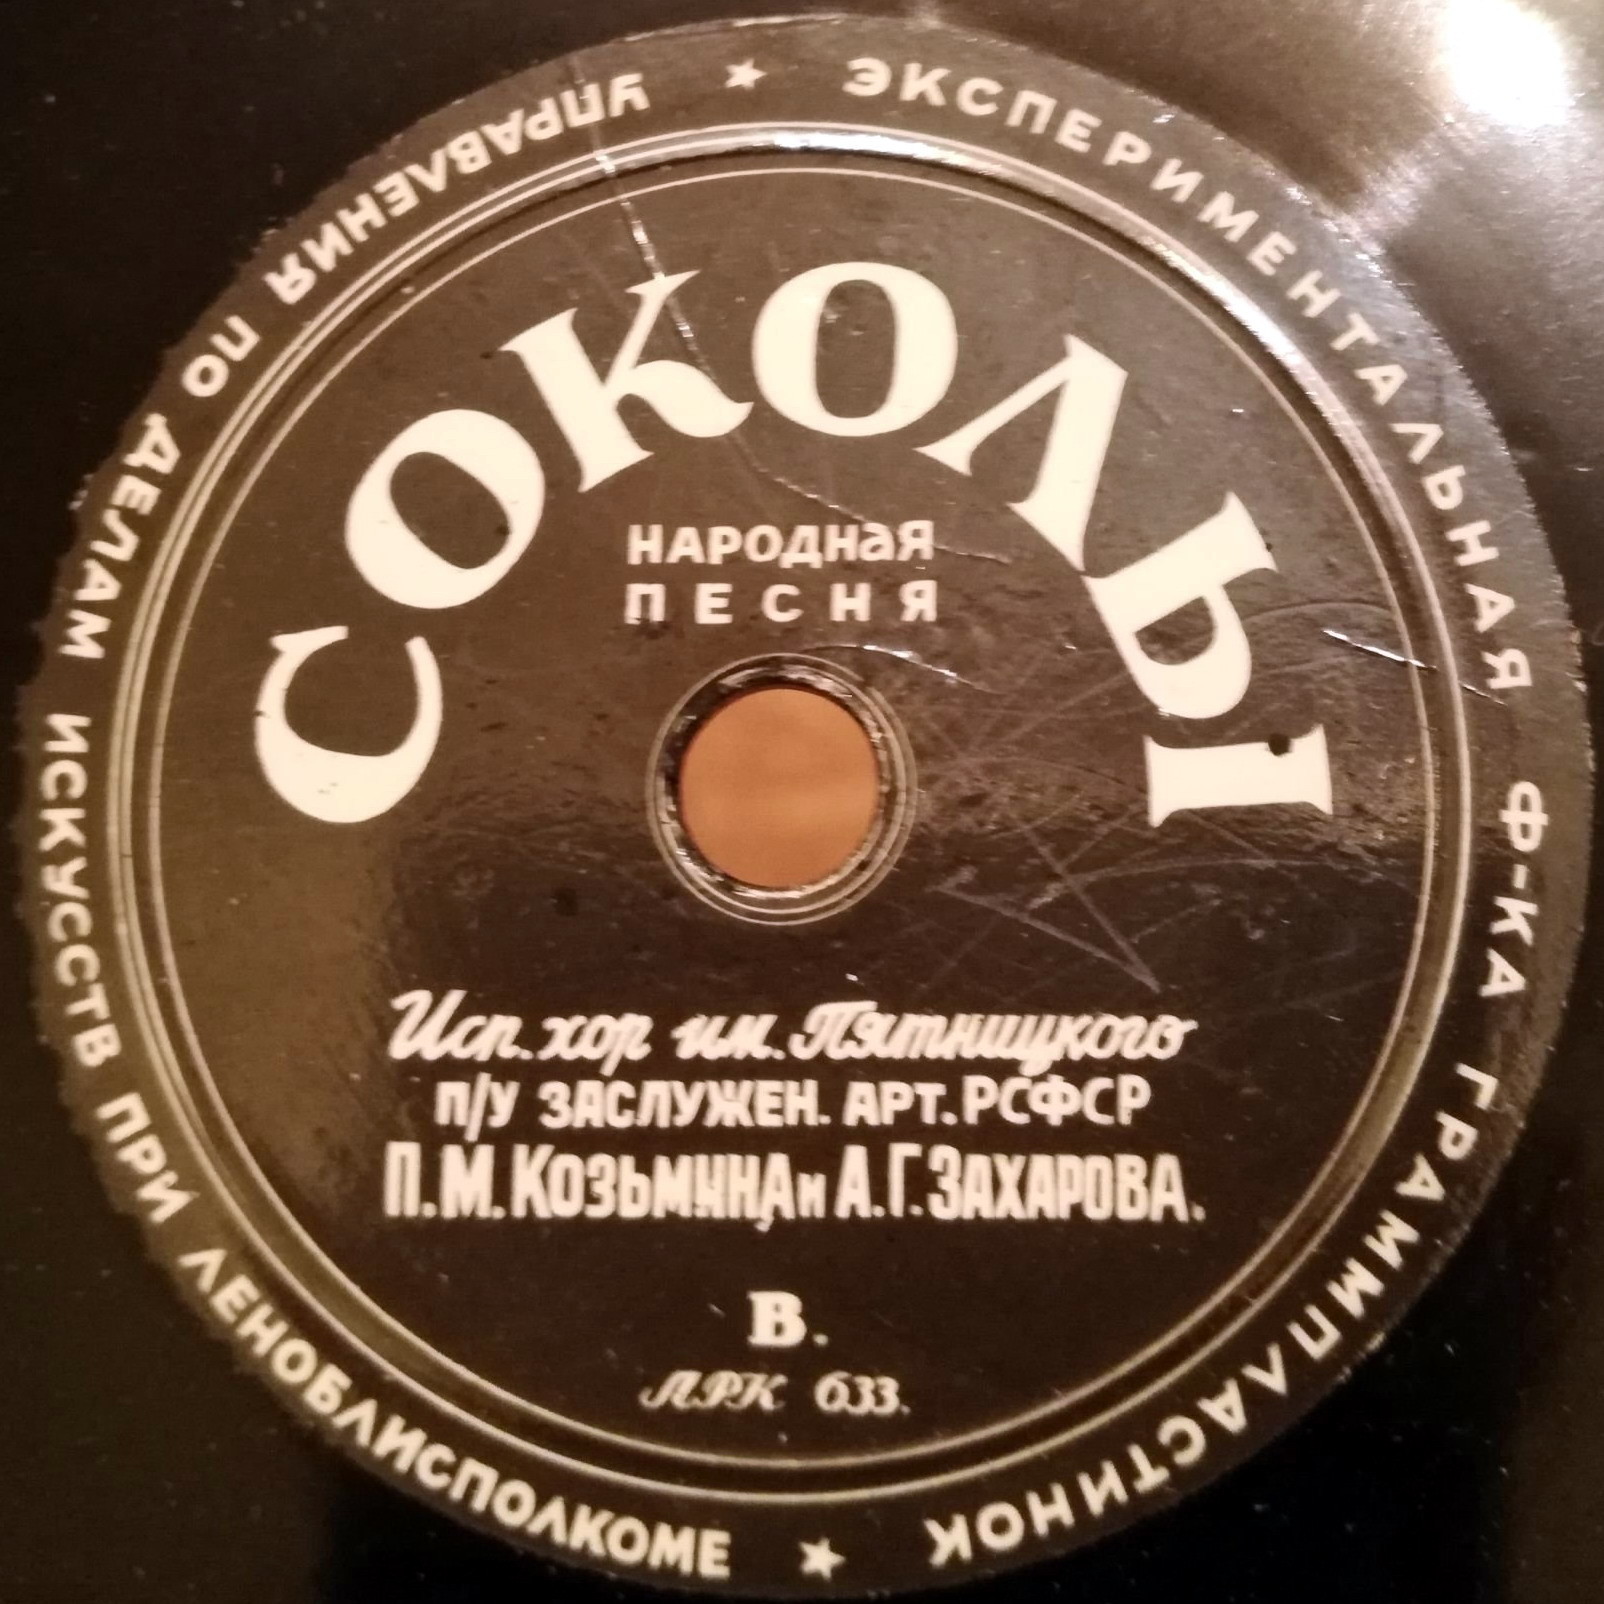 ЭКСПЕРИМЕНТАЛЬНАЯ Ф-КА ГРАММПЛАСТИНОК
УПРАВЛЕНИЯ ПО ДЕЛАМ ИСКУССТВ ПРИ ЛЕНОБЛИСПОЛКОМЕ
СОКОЛЫ
НАРОДНАЯ
ПЕСНЯ
Исп. хор им. Пятницкого
П/У ЗАСЛУЖЕН. АРТ. РСФСР
П.М. КОЗЬМИНА и А.Г. ЗАХАРОВА.
В.
ЛРК 633.